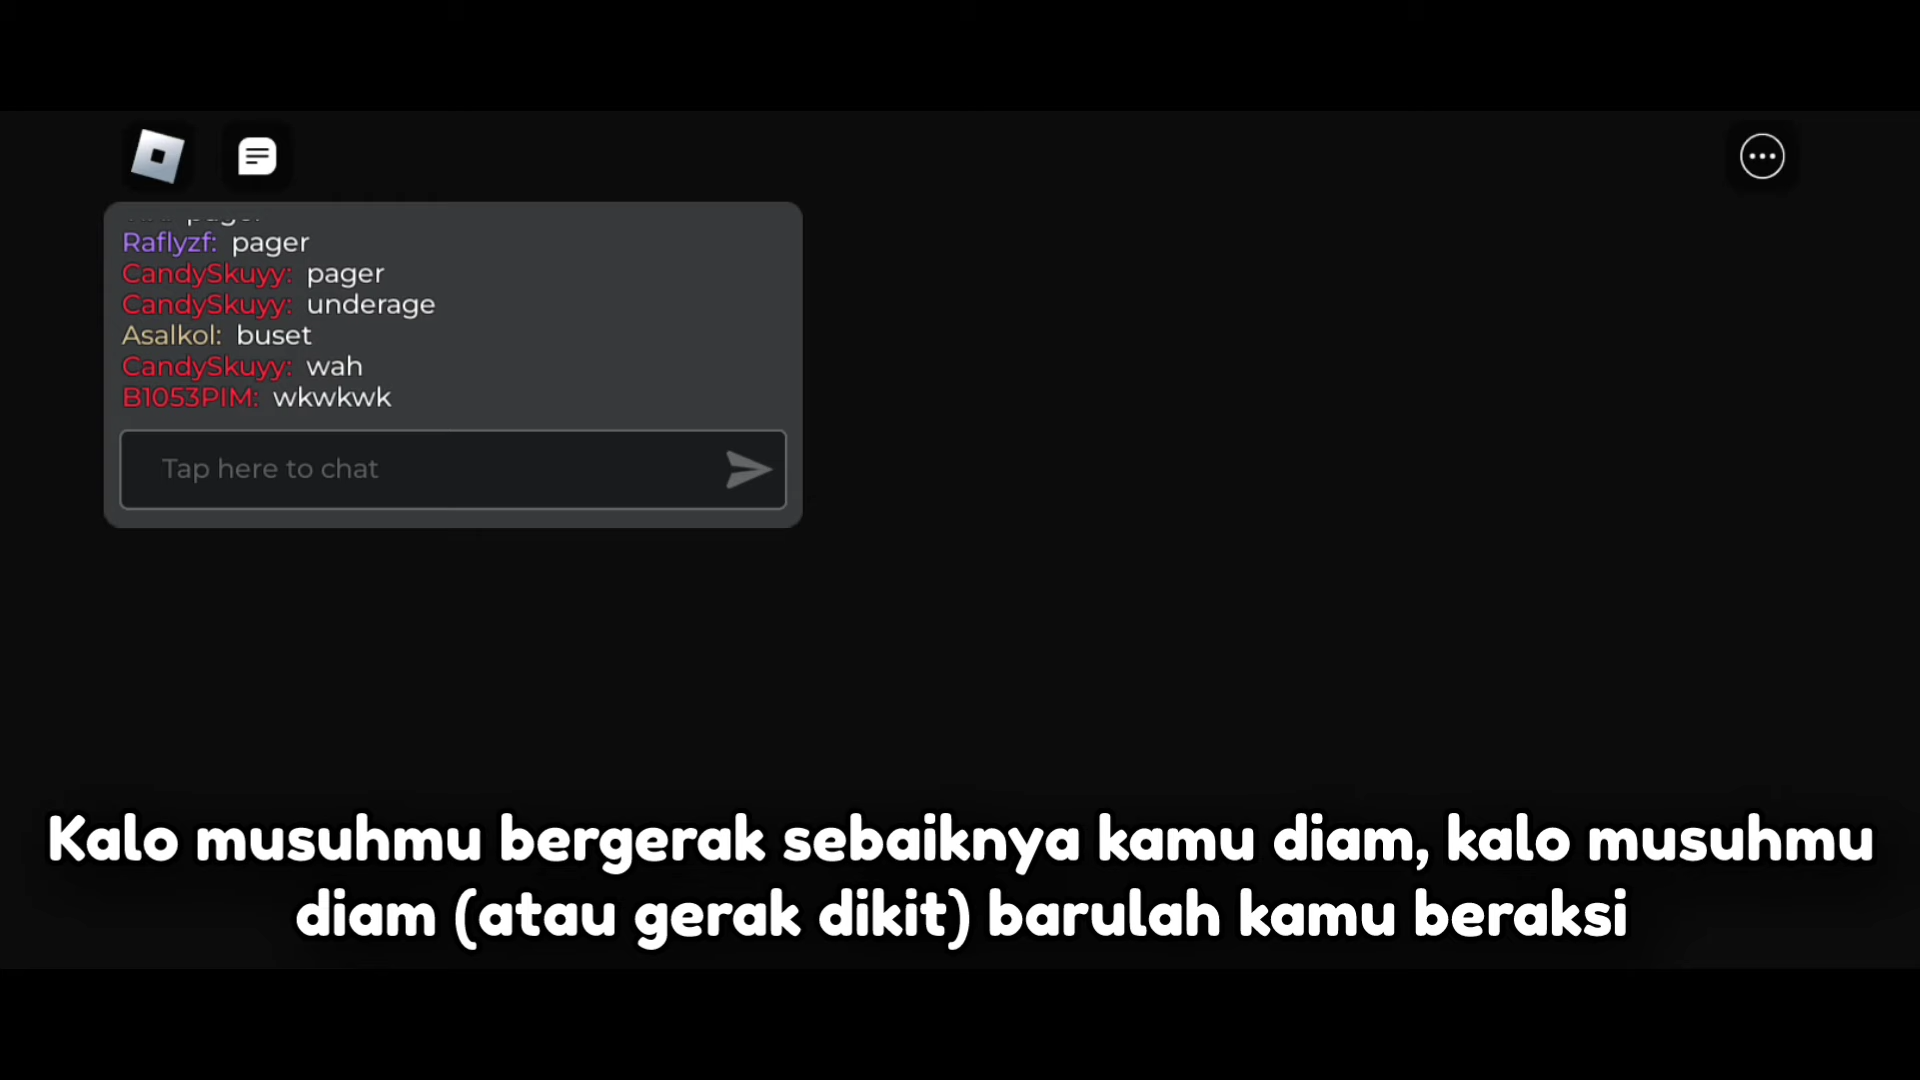 Raflyzf: pager
CandySkuyy: pager
CandySkuyy: underage
Asalkol: buset
CandySkuyy: wah
B1053PIM: wkwkwk
Tap here to chat
Kalo musuhmu bergerak sebaiknya kamu diam, kalo musuhmu
diam (atau gerak dikit) barulah kamu beraksi